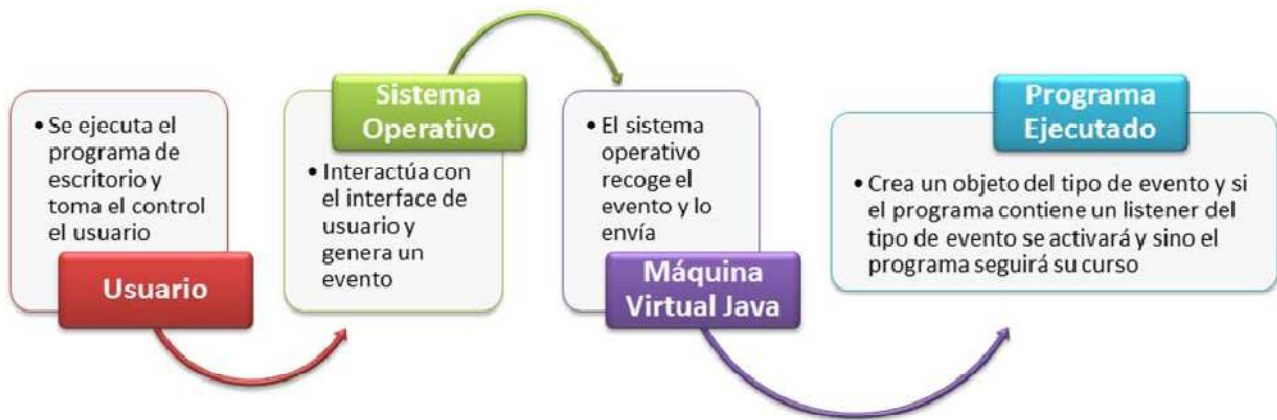 • Se ejecuta el
programa de
escritorio y
toma el control
el usuario
Usuario
Sistema
Operativo
• Interactúa con
el interface de
usuario y
genera un
evento
• El sistema
operativo
recoge el
evento y lo
envía
Máquina
Virtual Java
Programa
Ejecutado
• Crea un objeto del tipo de evento y si
el programa contiene un listener del
tipo de evento se activará y sino el
programa seguirá su curso